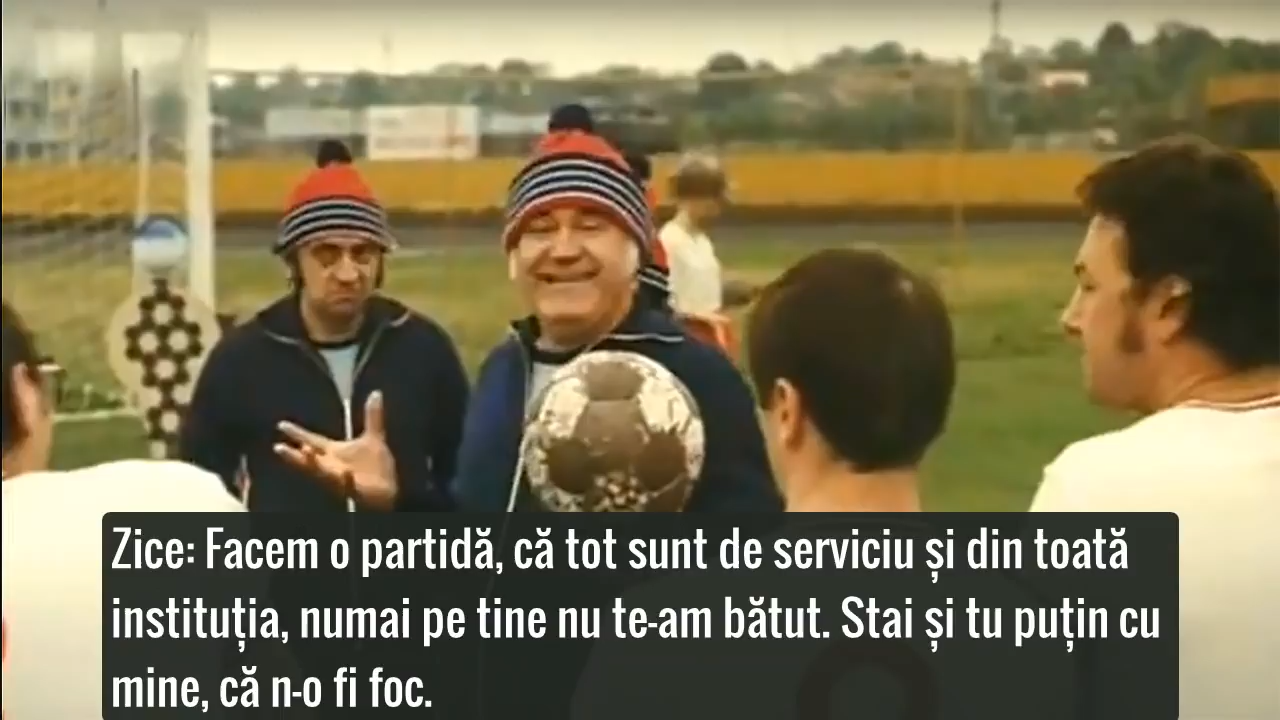 Zice: Facem o partidă, că tot sunt de serviciu și din toată
instituția, numai pe tine nu te-am bătut. Stai și tu puțin cu
mine, că n-o fi foc.